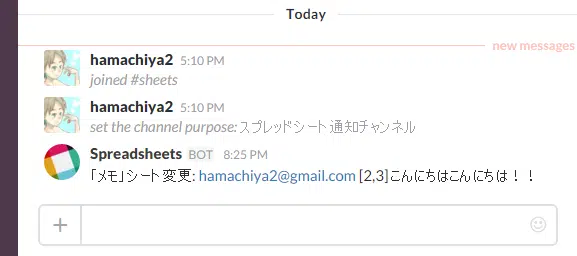 Today
new messages
hamachiya2 5:10 PM
joined #sheets
hamachiya2 5:10 PM
set the channel purpose: スプレッドシート通知チャンネル
Spreadsheets BOT 8:25 PM
「メモ」シート変更: hamachiya2@gmail.com [2,3]こんにちはこんにちは！！